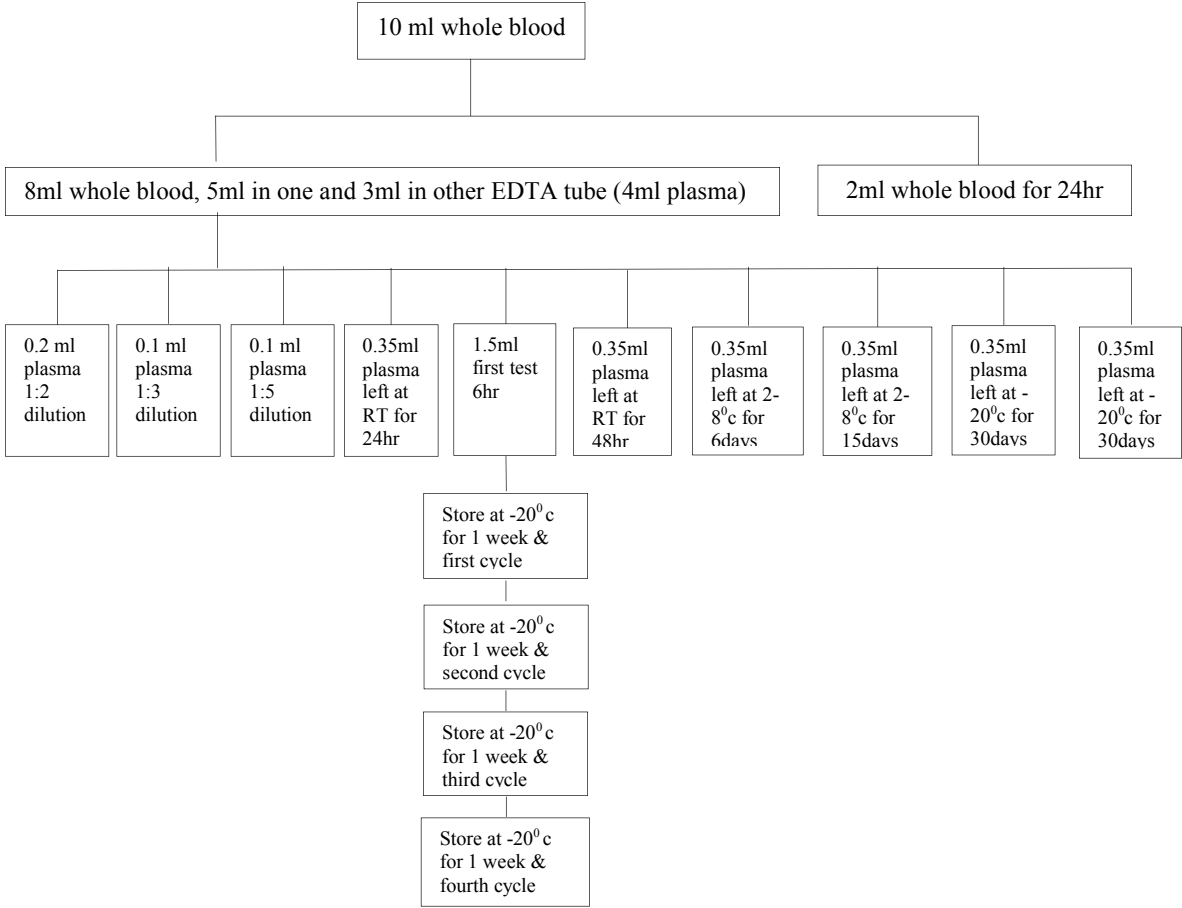 10 ml whole blood
8ml whole blood, 5ml in one and 3ml in other EDTA tube (4ml plasma)
2ml whole blood for 24hr
0.2 ml
plasma
1:2
dilution
0.1 ml
plasma
1:3
dilution
0.1 ml
plasma
1:5
dilution
0.35ml
plasma
left at
RT for
24hr
1.5ml
first test
6hr
0.35ml
plasma
left at
RT for
48hr
0.35ml
plasma
left at 2-
8⁰c for
6days
0.35ml
plasma
left at 2-
8⁰c for
15days
0.35ml
plasma
left at -
20⁰c for
30days
0.35ml
plasma
left at -
20⁰c for
30days
Store at -20⁰ c
for 1 week &
first cycle
Store at -20⁰ c
for 1 week &
second cycle
Store at -20⁰ c
for 1 week &
third cycle
Store at -20⁰ c
for 1 week &
fourth cycle